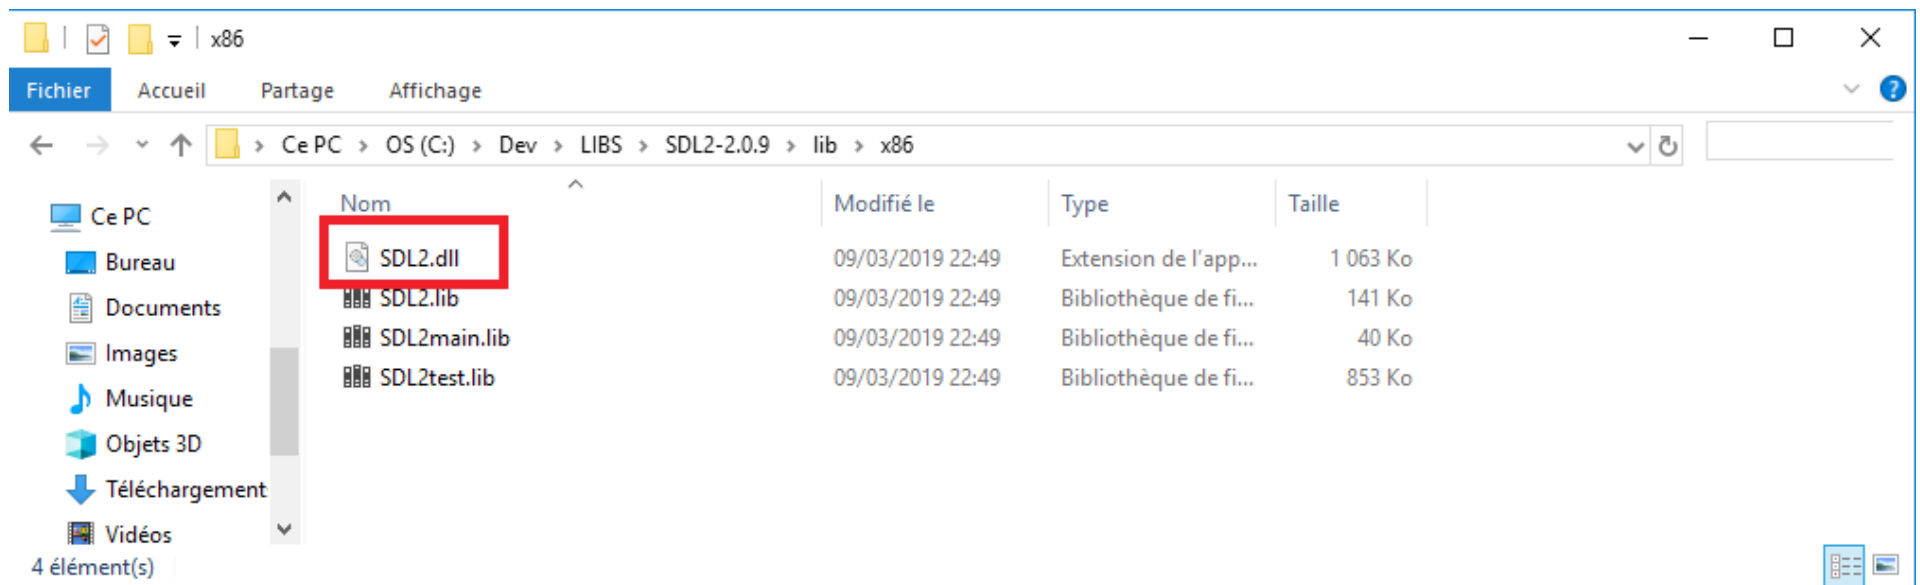 x86
Fichier Accueil Partage Affichage
Ce PC > OS (C:) > Dev > LIBS > SDL2-2.0.9 > lib > x86
Nom Modifié le Type Taille
SDL2.dll 09/03/2019 22:49 Extension de l'app... 1 063 Ko
SDL2.lib 09/03/2019 22:49 Bibliothèque de fi... 141 Ko
SDL2main.lib 09/03/2019 22:49 Bibliothèque de fi... 40 Ko
SDL2test.lib 09/03/2019 22:49 Bibliothèque de fi... 853 Ko
Ce PC
Bureau
Documents
Images
Musique
Objets 3D
Téléchargement
Vidéos
4 élément(s)